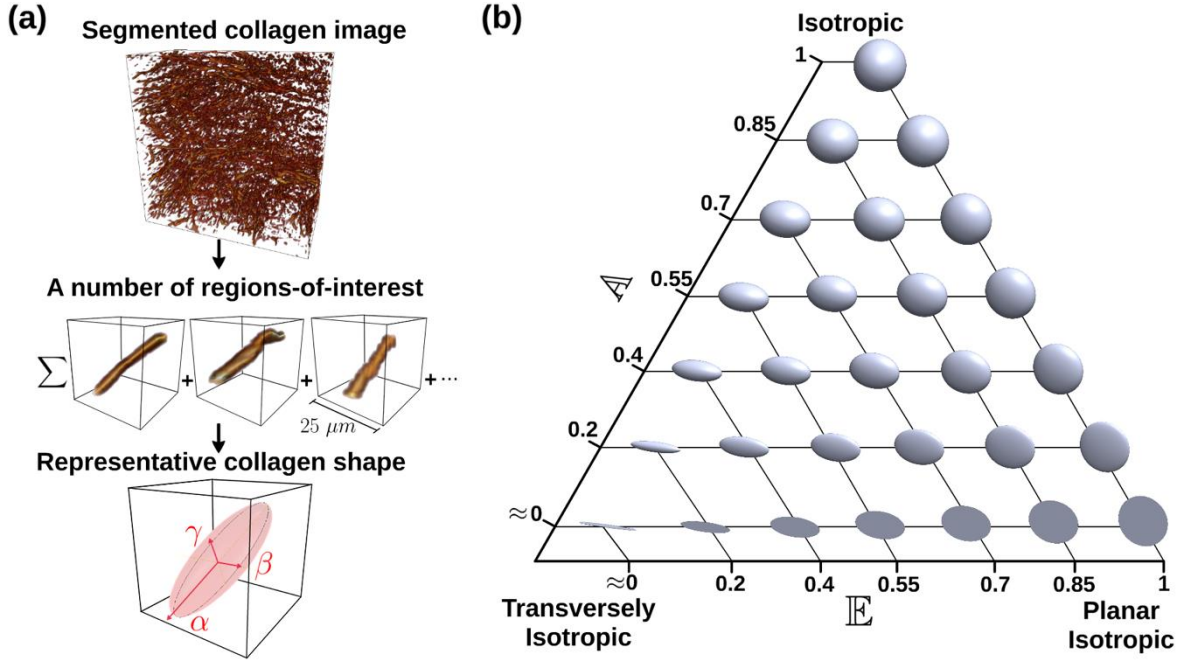 (a)
Segmented collagen image
A number of regions-of-interest
∑ + + + ...
25 μm
Representative collagen shape
γ
β
α
(b)
Isotropic
1
0.85
0.7
0.55
𝔸
0.4
0.2
≈0
≈0 0.2 0.4 0.55 0.7 0.85 1
𝔼
Transversely
Isotropic
Planar
Isotropic